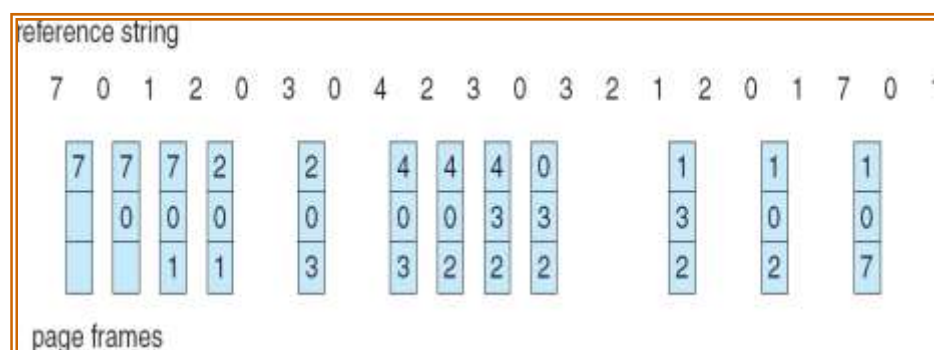 reference string
7 0 1 2 0 3 0 4 2 3 0 3 2 1 2 0 1 7 0 1
7 7 7 2 2 4 4 4 0 1 1 1
0 0 0 0 0 0 3 3 3 0 0
1 1 3 3 2 2 2 2 2 7
page frames